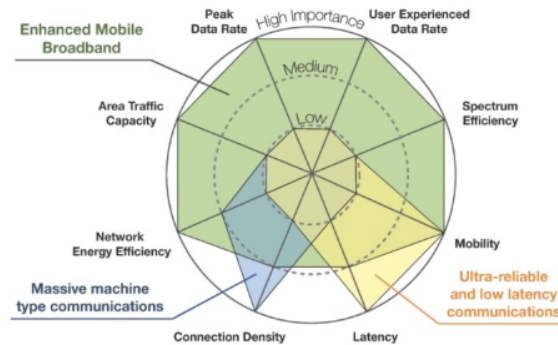 Enhanced Mobile
Broadband
Peak
Data Rate
High Importance
User Experienced
Data Rate
Medium
Area Traffic
Capacity
Low
Spectrum
Efficiency
Network
Energy Efficiency
Mobility
Massive machine
type communications
Ultra-reliable
and low latency
communications
Connection Density
Latency